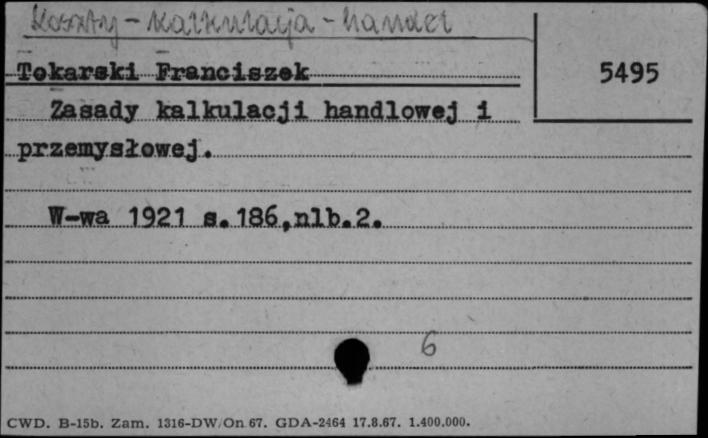 Koszty - kalkulacja - handel
Tokarski Franciszek
5495
Zasady kalkulacji handlowej i
przemysłowej.
W-wa 1921 s.186,nlb.2.
6
CWD. B-15b. Zam. 1316-DW/On 67. GDA-2464 17.8.67. 1.400.000.